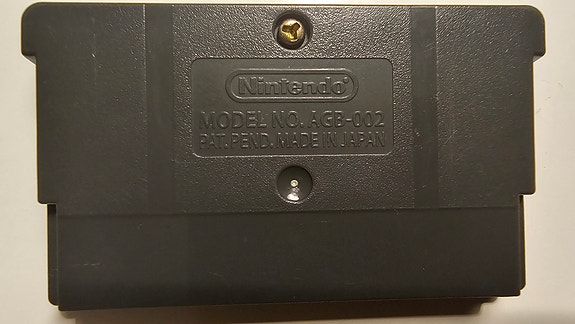 Nintendo®
MODEL NO. AGB-002
PAT. PEND. MADE IN JAPAN